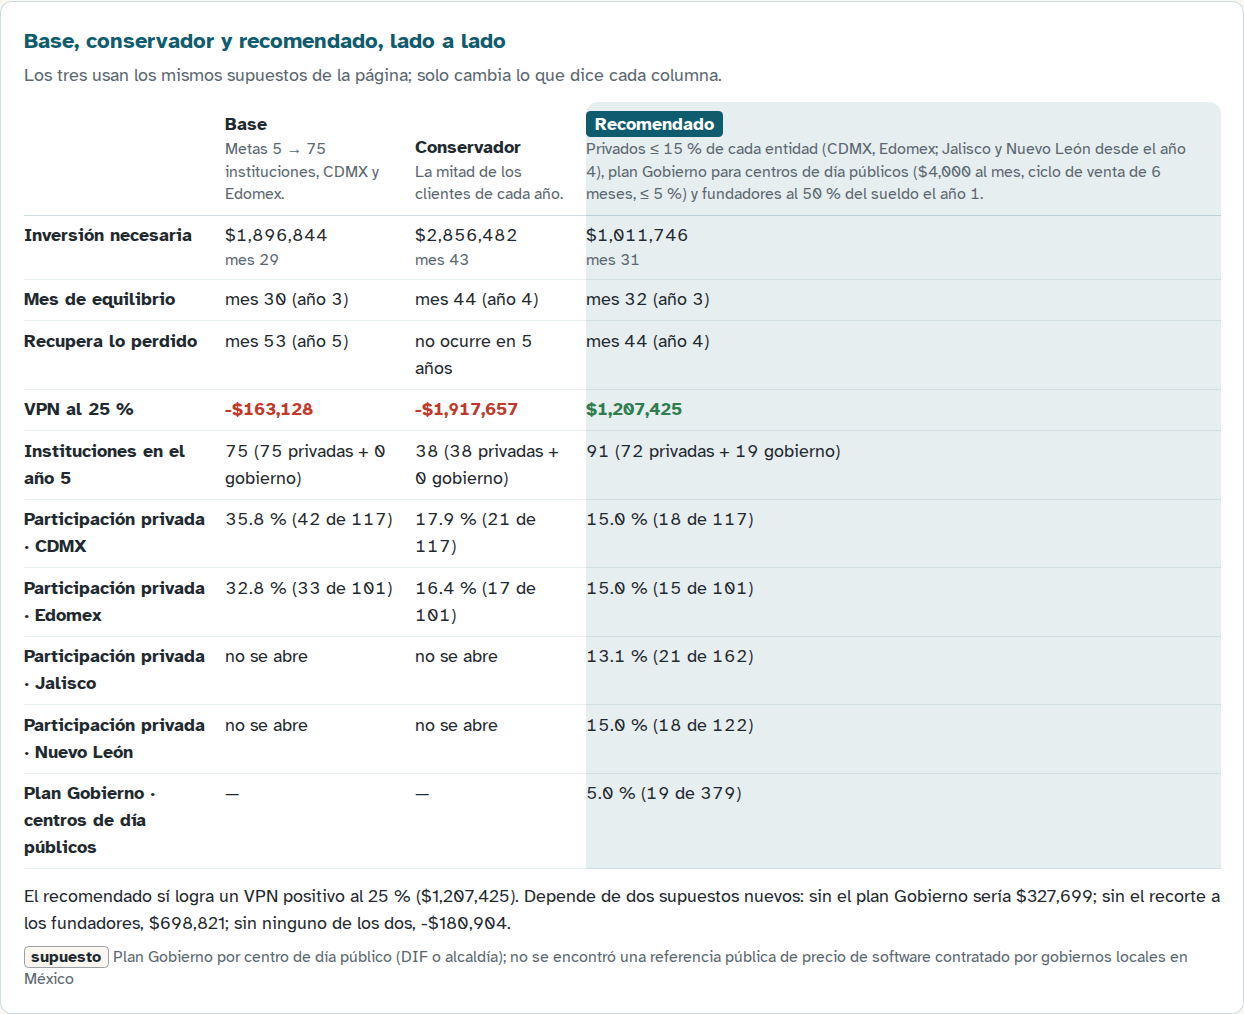 Base, conservador y recomendado, lado a lado
Los tres usan los mismos supuestos de la página; solo cambia lo que dice cada columna.
Base
Metas 5 → 75
instituciones, CDMX y
Edomex.
Conservador
La mitad de los
clientes de cada año.
Recomendado
Privados ≤ 15 % de cada entidad (CDMX, Edomex; Jalisco y Nuevo León desde el año
4), plan Gobierno para centros de día públicos ($4,000 al mes, ciclo de venta de 6
meses, ≤ 5 %) y fundadores al 50 % del sueldo el año 1.
Inversión necesaria
$1,896,844
mes 29
$2,856,482
mes 43
$1,011,746
mes 31
Mes de equilibrio
mes 30 (año 3)
mes 44 (año 4)
mes 32 (año 3)
Recupera lo perdido
mes 53 (año 5)
no ocurre en 5
años
mes 44 (año 4)
VPN al 25 %
-$163,128
-$1,917,657
$1,207,425
Instituciones en el
año 5
75 (75 privadas + 0
gobierno)
38 (38 privadas +
0 gobierno)
91 (72 privadas + 19 gobierno)
Participación privada
· CDMX
35.8 % (42 de 117)
17.9 % (21 de
117)
15.0 % (18 de 117)
Participación privada
· Edomex
32.8 % (33 de 101)
16.4 % (17 de
101)
15.0 % (15 de 101)
Participación privada
· Jalisco
no se abre
no se abre
13.1 % (21 de 162)
Participación privada
· Nuevo León
no se abre
no se abre
15.0 % (18 de 122)
Plan Gobierno ·
centros de día
públicos
—
—
5.0 % (19 de 379)
El recomendado sí logra un VPN positivo al 25 % ($1,207,425). Depende de dos supuestos nuevos: sin el plan Gobierno sería $327,699; sin el recorte a
los fundadores, $698,821; sin ninguno de los dos, -$180,904.
supuesto Plan Gobierno por centro de día público (DIF o alcaldía); no se encontró una referencia pública de precio de software contratado por gobiernos locales en
México